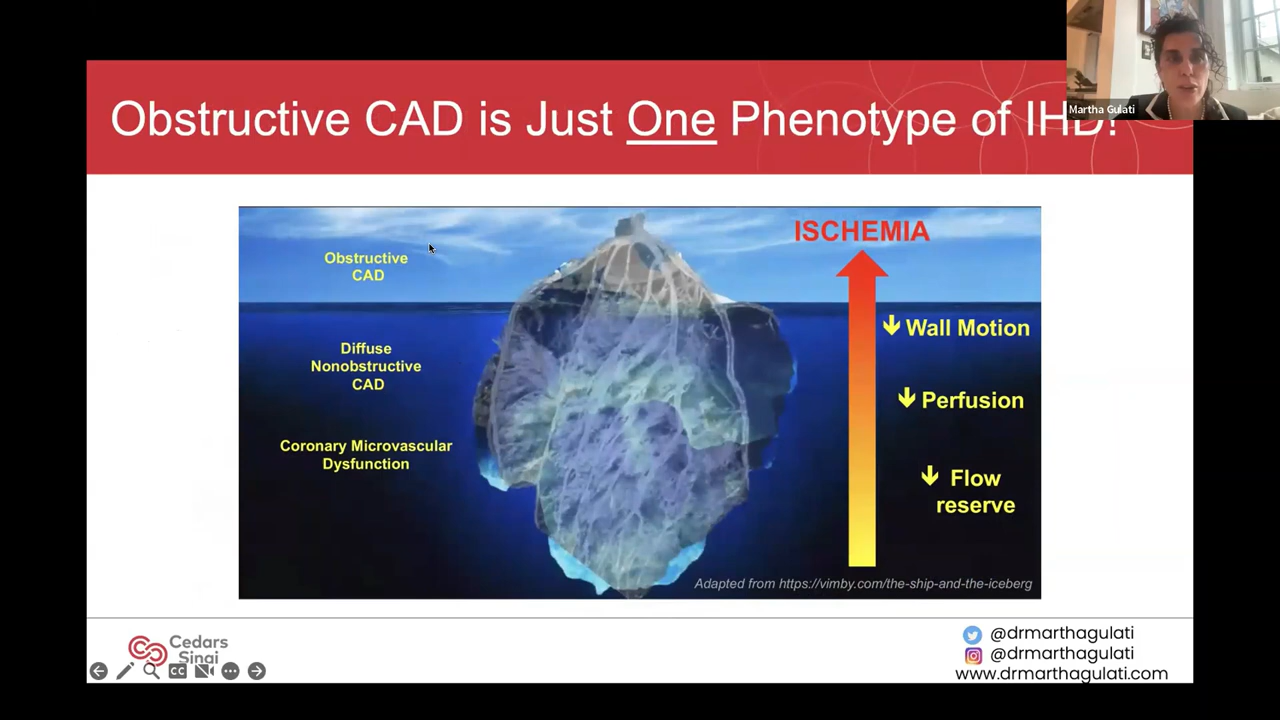 Martha Gulati
Obstructive CAD is Just One Phenotype of IHD!
ISCHEMIA
Obstructive
CAD
Diffuse
Nonobstructive
CAD
Coronary Microvascular
Dysfunction
↓ Wall Motion
↓ Perfusion
↓ Flow
reserve
Adapted from https://vimby.com/the-ship-and-the-iceberg
Cedars
Sinai
CC
@drmarthagulati
@drmarthagulati
www.drmarthagulati.com